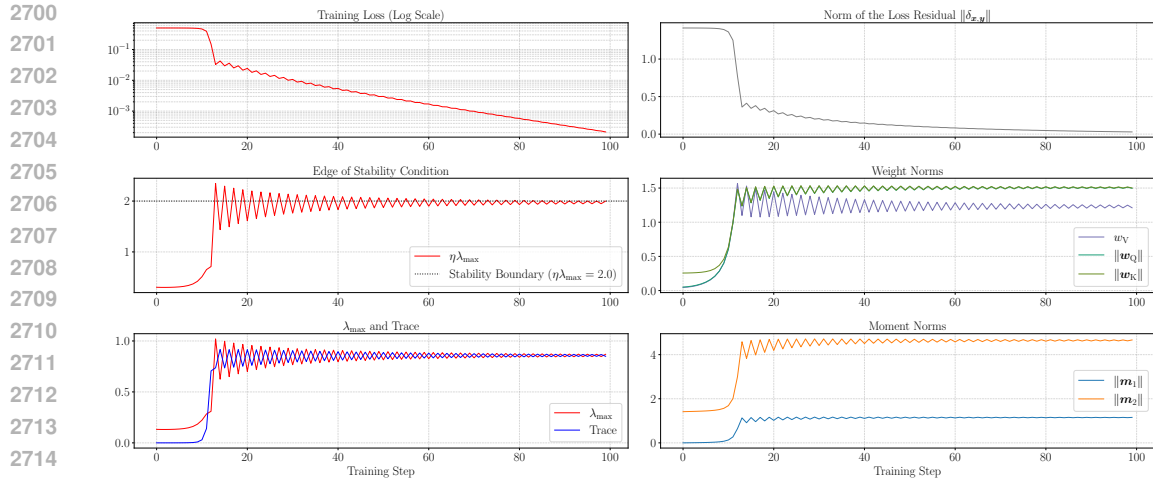 2700
2701
2702
2703
2704
2705
2706
2707
2708
2709
2710
2711
2712
2713
2714
Training Loss (Log Scale)
10⁻¹
10⁻²
10⁻³
0 20 40 60 80 100
Norm of the Loss Residual ‖δ𝒙,𝒚‖
1.0
0.5
0.0
0 20 40 60 80 100
Edge of Stability Condition
2
1
0 20 40 60 80 100
ηλmax
Stability Boundary (ηλmax = 2.0)
Weight Norms
1.5
1.0
0.5
0.0
0 20 40 60 80 100
wV
‖wQ‖
‖wK‖
λmax and Trace
1.0
0.5
0.0
0 20 40 60 80 100
λmax
Trace
Training Step
Moment Norms
4
2
0
0 20 40 60 80 100
‖m1‖
‖m2‖
Training Step